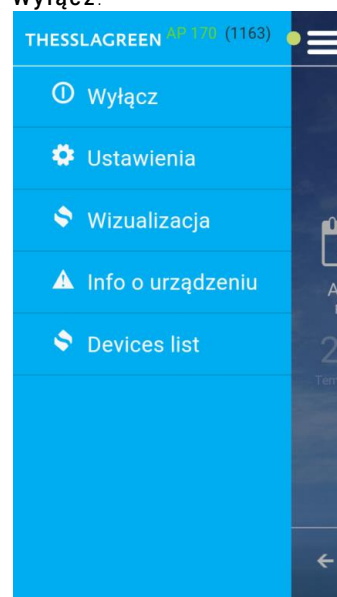 Wyłącz.
THESSLAGREEN AP 170 (1163)
Wyłącz
Ustawienia
Wizualizacja
Info o urządzeniu
Devices list